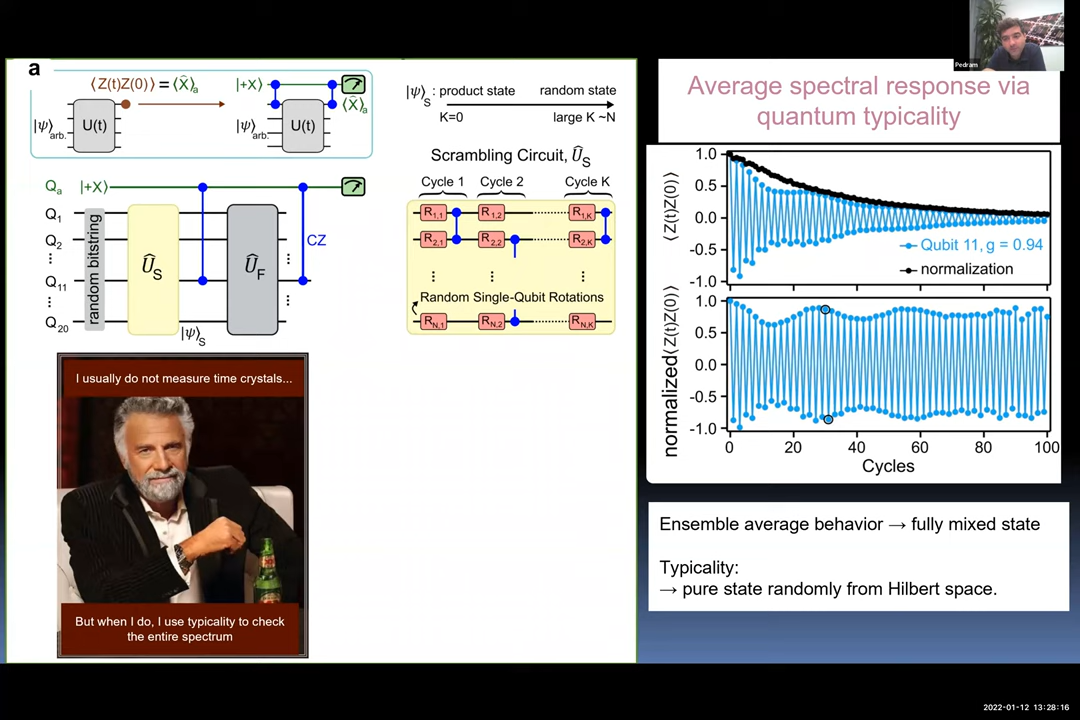 Pedram
a
⟨Z(t)Z(0)⟩ = ⟨X̂⟩a
|+X⟩
U(t)
|ψ⟩arb.
|ψ⟩arb.
U(t)
⟨X̂⟩a
|ψ⟩S : product state
random state
K=0
large K ~N
Scrambling Circuit, ÛS
Cycle 1
Cycle 2
Cycle K
R1,1
R1,2
R1,K
R2,1
R2,2
R2,K
Random Single-Qubit Rotations
RN,1
RN,2
RN,K
Qa
|+X⟩
Q1
Q2
Q11
Q20
random bitstring
ÛS
ÛF
CZ
|ψ⟩S
I usually do not measure time crystals...
But when I do, I use typicality to check
the entire spectrum
Average spectral response via
quantum typicality
⟨Z(t)Z(0)⟩
1.0
0.5
0.0
-0.5
-1.0
Qubit 11, g = 0.94
normalization
normalized⟨Z(t)Z(0)⟩
1.0
0.5
0.0
-0.5
-1.0
0 20 40 60 80 100
Cycles
Ensemble average behavior → fully mixed state
Typicality:
→ pure state randomly from Hilbert space.
2022-01-12 13:28:16